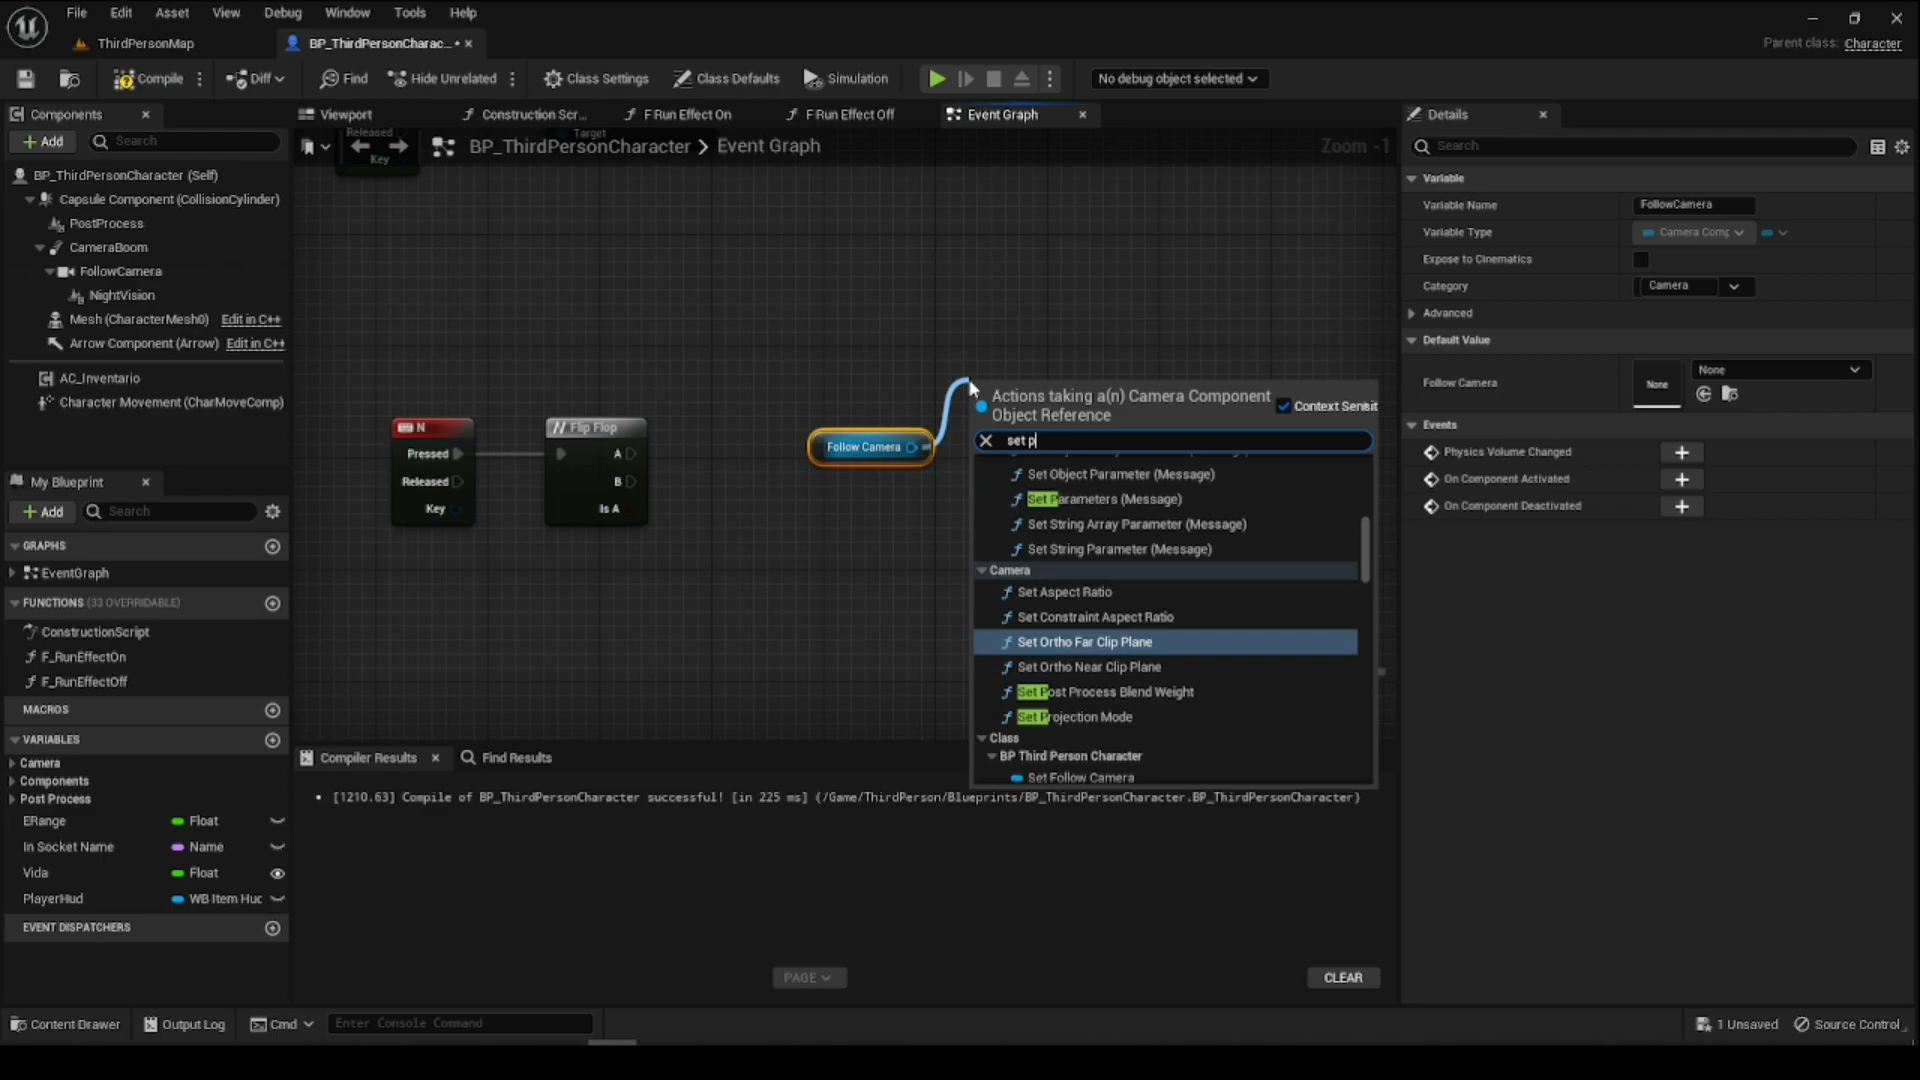 File Edit Asset View Debug Window Tools Help
ThirdPersonMap
BP_ThirdPersonCharac...•
Parent class: Character
Compile
Diff
Find
Hide Unrelated
Class Settings
Class Defaults
Simulation
No debug object selected
Components
Add
Search
BP_ThirdPersonCharacter (Self)
Capsule Component (CollisionCylinder)
PostProcess
CameraBoom
FollowCamera
NightVision
Mesh (CharacterMesh0) Edit in C++
Arrow Component (Arrow) Edit in C++
AC_Inventario
Character Movement (CharMoveComp)
My Blueprint
Add
Search
GRAPHS
EventGraph
FUNCTIONS (33 OVERRIDABLE)
ConstructionScript
F_RunEffectOn
F_RunEffectOff
MACROS
VARIABLES
Camera
Components
Post Process
ERange Float
In Socket Name Name
Vida Float
PlayerHud WB Item Huc
EVENT DISPATCHERS
Viewport
Construction Scr...
F Run Effect On
F Run Effect Off
Event Graph
Released
Key
Target
BP_ThirdPersonCharacter > Event Graph
Zoom -1
N
Pressed
Released
Key
Flip Flop
A
B
Is A
Follow Camera
Actions taking a(n) Camera Component
Object Reference
Context Sensit
set p
Set Object Parameter (Message)
Set Parameters (Message)
Set String Array Parameter (Message)
Set String Parameter (Message)
Camera
Set Aspect Ratio
Set Constraint Aspect Ratio
Set Ortho Far Clip Plane
Set Ortho Near Clip Plane
Set Post Process Blend Weight
Set Projection Mode
Class
BP Third Person Character
Set Follow Camera
Compiler Results
Find Results
[1210.63] Compile of BP_ThirdPersonCharacter successful! [in 225 ms] (/Game/ThirdPerson/Blueprints/BP_ThirdPersonCharacter.BP_ThirdPersonCharacter)
PAGE
CLEAR
Details
Search
Variable
Variable Name FollowCamera
Variable Type Camera Comp
Expose to Cinematics
Category Camera
Advanced
Default Value
Follow Camera None None
Events
Physics Volume Changed
On Component Activated
On Component Deactivated
Content Drawer
Output Log
Cmd
Enter Console Command
1 Unsaved
Source Control